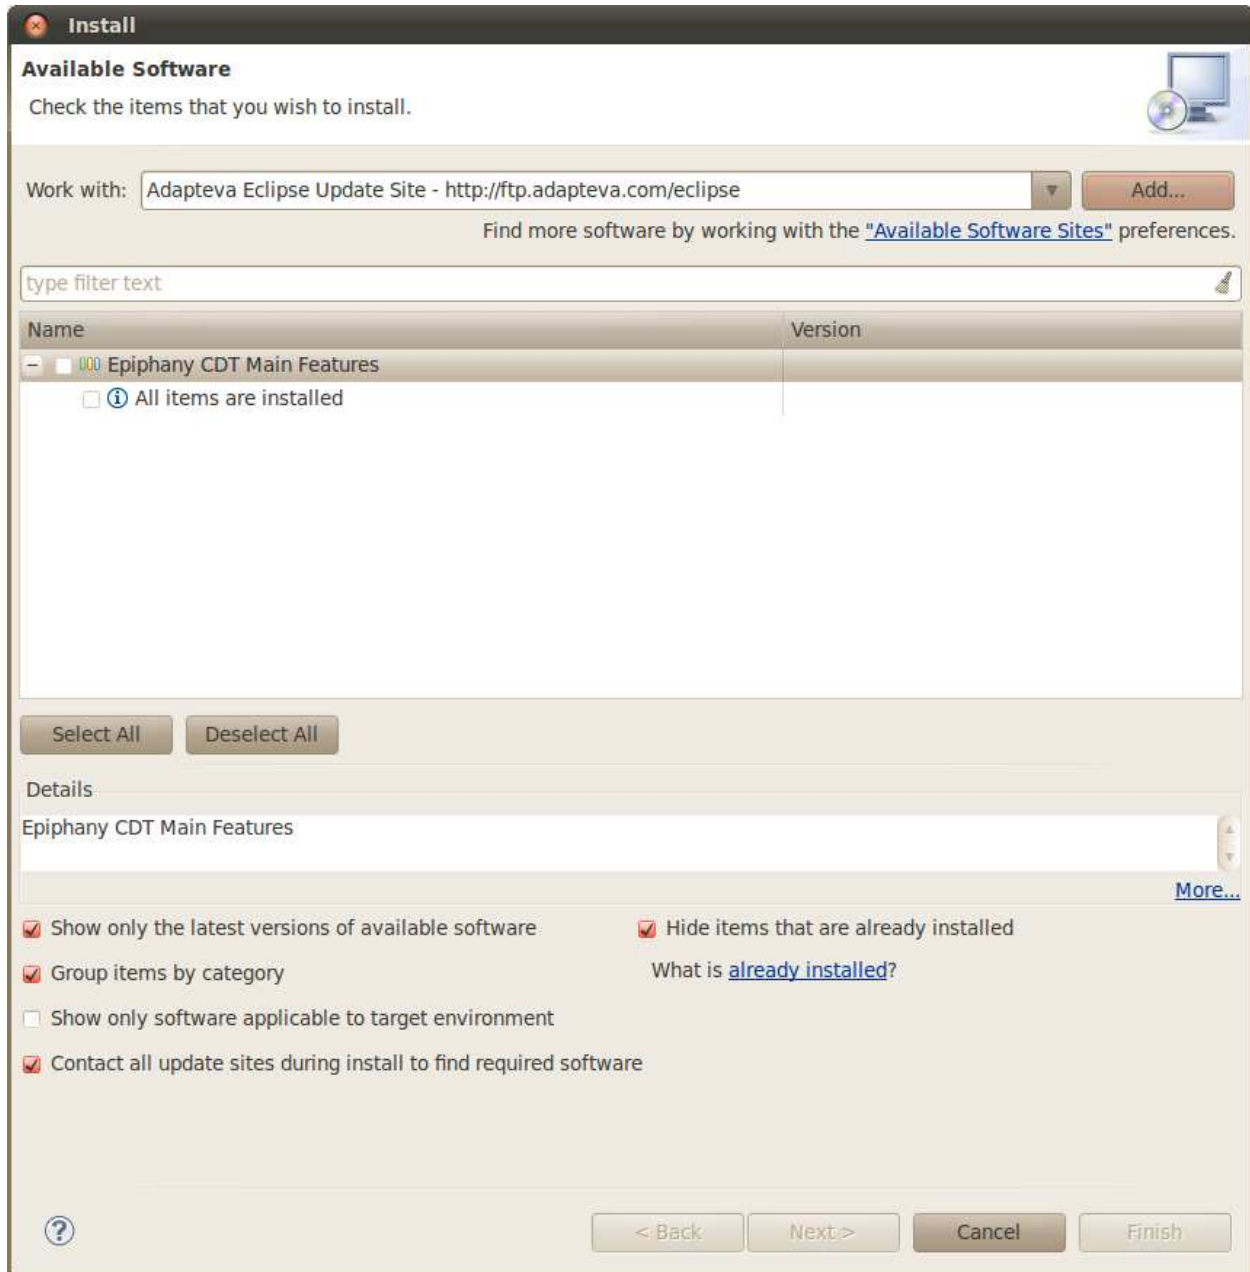 Install
Available Software
Check the items that you wish to install.
Work with: Adapteva Eclipse Update Site - http://ftp.adapteva.com/eclipse Add...
Find more software by working with the "Available Software Sites" preferences.
type filter text
Name Version
Epiphany CDT Main Features
All items are installed
Select All Deselect All
Details
Epiphany CDT Main Features
More...
Show only the latest versions of available software Hide items that are already installed
Group items by category What is already installed?
Show only software applicable to target environment
Contact all update sites during install to find required software
? < Back Next > Cancel Finish